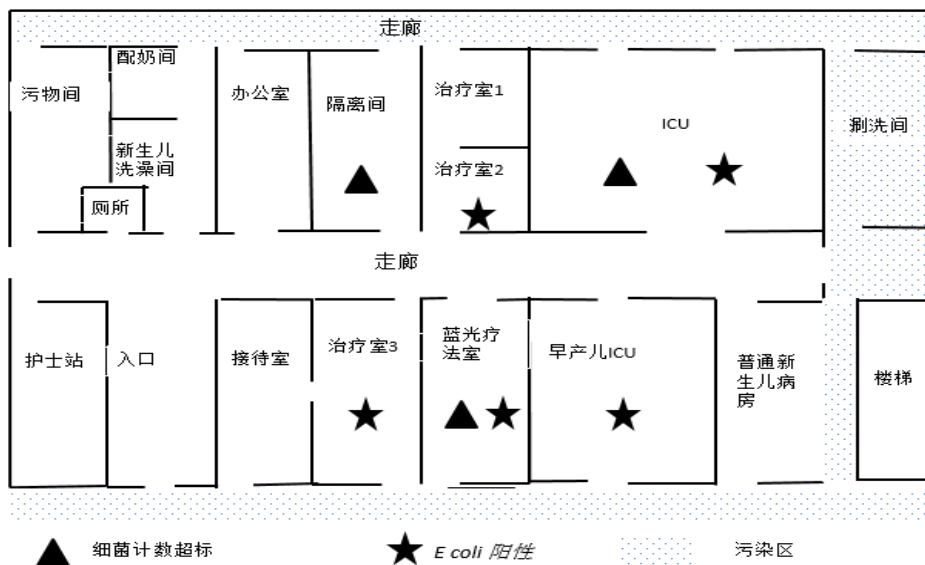 走廊
配奶间
污物间
办公室
隔离间
治疗室1
ICU
涮洗间
新生儿
洗澡间
治疗室2
厕所
走廊
护士站
入口
接待室
治疗室3
蓝光疗
法室
早产儿ICU
普通新
生儿病
房
楼梯
细菌计数超标
E coli 阳性
污染区